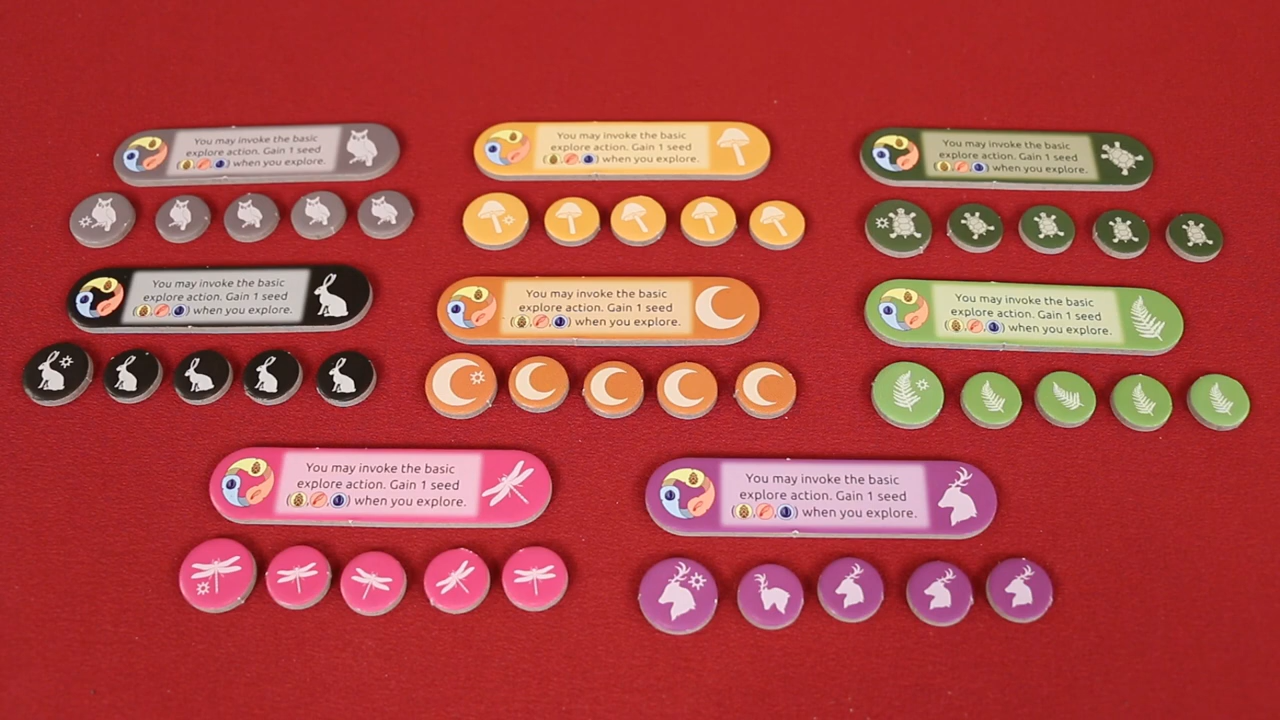 You may invoke the basic
explore action. Gain 1 seed
( , , ) when you explore.
You may invoke the basic
explore action. Gain 1 seed
( , , ) when you explore.
You may invoke the basic
explore action. Gain 1 seed
( , , ) when you explore.
You may invoke the basic
explore action. Gain 1 seed
( , , ) when you explore.
You may invoke the basic
explore action. Gain 1 seed
( , , ) when you explore.
You may invoke the basic
explore action. Gain 1 seed
( , , ) when you explore.
You may invoke the basic
explore action. Gain 1 seed
( , , ) when you explore.
You may invoke the basic
explore action. Gain 1 seed
( , , ) when you explore.